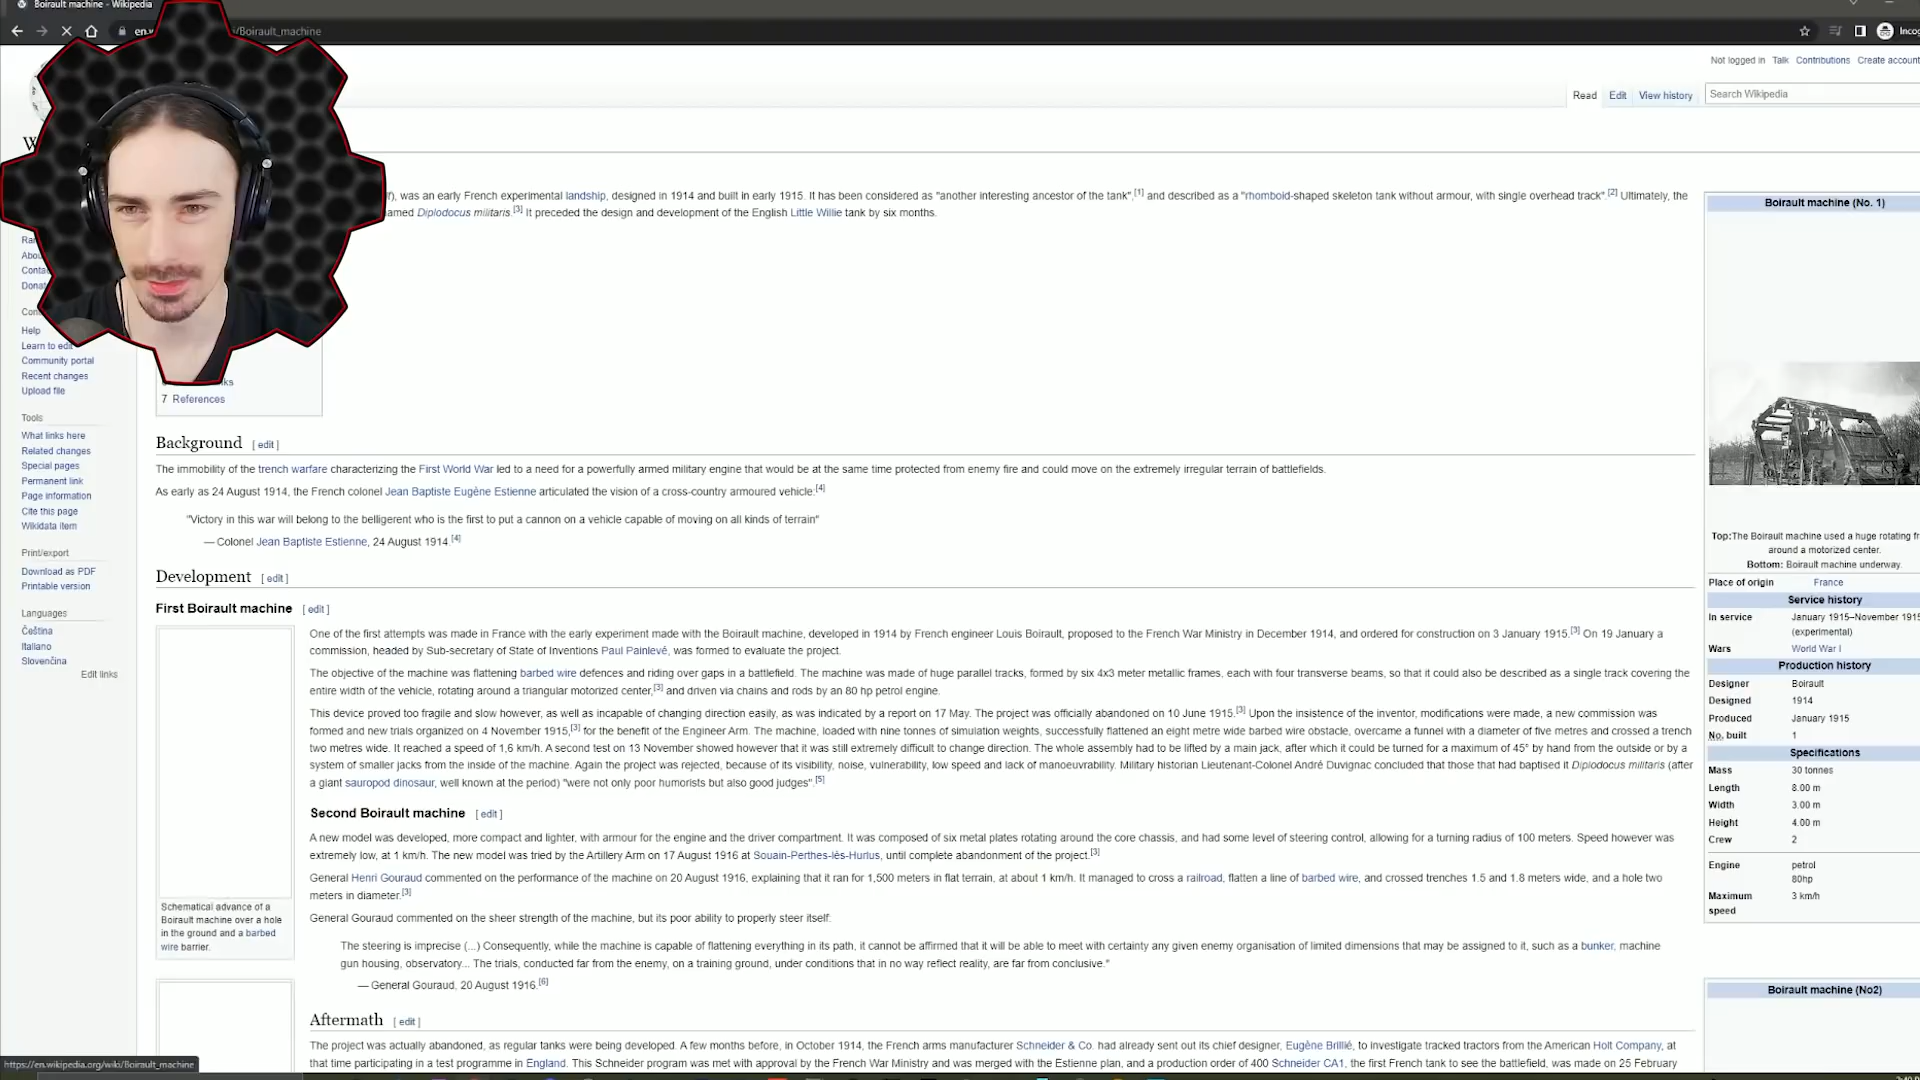 Boirault machine - Wikipedia
/Boirault_machine
Not logged in Talk Contributions Create account
Read Edit View history Search Wikipedia
was an early French experimental landship, designed in 1914 and built in early 1915. It has been considered as "another interesting ancestor of the tank",[1] and described as a "rhomboid-shaped skeleton tank without armour, with single overhead track".[2] Ultimately, the
Diplodocus militaris.[3] It preceded the design and development of the English Little Willie tank by six months.
Help
Learn to edit
Community portal
Recent changes
Upload file
Tools
What links here
Related changes
Special pages
Permanent link
Page information
Cite this page
Wikidata item
Print/export
Download as PDF
Printable version
Languages
Čeština
Italiano
Slovenčina
Edit links
7 References
Background [ edit ]
The immobility of the trench warfare characterizing the First World War led to a need for a powerfully armed military engine that would be at the same time protected from enemy fire and could move on the extremely irregular terrain of battlefields.
As early as 24 August 1914, the French colonel Jean Baptiste Eugène Estienne articulated the vision of a cross-country armoured vehicle:[4]
"Victory in this war will belong to the belligerent who is the first to put a cannon on a vehicle capable of moving on all kinds of terrain"
— Colonel Jean Baptiste Estienne, 24 August 1914 [4]
Development [ edit ]
First Boirault machine [ edit ]
One of the first attempts was made in France with the early experiment made with the Boirault machine, developed in 1914 by French engineer Louis Boirault, proposed to the French War Ministry in December 1914, and ordered for construction on 3 January 1915.[3] On 19 January a
commission, headed by Sub-secretary of State of Inventions Paul Painlevé, was formed to evaluate the project.
The objective of the machine was flattening barbed wire defences and riding over gaps in a battlefield. The machine was made of huge parallel tracks, formed by six 4x3 meter metallic frames, each with four transverse beams, so that it could also be described as a single track covering the
entire width of the vehicle, rotating around a triangular motorized center,[3] and driven via chains and rods by an 80 hp petrol engine.
This device proved too fragile and slow however, as well as incapable of changing direction easily, as was indicated by a report on 17 May. The project was officially abandoned on 10 June 1915.[3] Upon the insistence of the inventor, modifications were made, a new commission was
formed and new trials organized on 4 November 1915,[3] for the benefit of the Engineer Arm. The machine, loaded with nine tonnes of simulation weights, successfully flattened an eight metre wide barbed wire obstacle, overcame a funnel with a diameter of five metres and crossed a trench
two metres wide. It reached a speed of 1,6 km/h. A second test on 13 November showed however that it was still extremely difficult to change direction. The whole assembly had to be lifted by a main jack, after which it could be turned for a maximum of 45° by hand from the outside or by a
system of smaller jacks from the inside of the machine. Again the project was rejected, because of its visibility, noise, vulnerability, low speed and lack of manoeuvrability. Military historian Lieutenant-Colonel André Duvignac concluded that those that had baptised it Diplodocus militaris (after
a giant sauropod dinosaur, well known at the period) "were not only poor humorists but also good judges".[5]
Second Boirault machine [ edit ]
A new model was developed, more compact and lighter, with armour for the engine and the driver compartment. It was composed of six metal plates rotating around the core chassis, and had some level of steering control, allowing for a turning radius of 100 meters. Speed however was
extremely low, at 1 km/h. The new model was tried by the Artillery Arm on 17 August 1916 at Souain-Perthes-lès-Hurlus, until complete abandonment of the project.[3]
General Henri Gouraud commented on the performance of the machine on 20 August 1916, explaining that it ran for 1,500 meters in flat terrain, at about 1 km/h. It managed to cross a railroad, flatten a line of barbed wire, and crossed trenches 1.5 and 1.8 meters wide, and a hole two
meters in diameter.[3]
General Gouraud commented on the sheer strength of the machine, but its poor ability to properly steer itself:
The steering is imprecise (...) Consequently, while the machine is capable of flattening everything in its path, it cannot be affirmed that it will be able to meet with certainty any given enemy organisation of limited dimensions that may be assigned to it, such as a bunker, machine
gun housing, observatory... The trials, conducted far from the enemy, on a training ground, under conditions that in no way reflect reality, are far from conclusive."
— General Gouraud, 20 August 1916.[6]
Schematical advance of a
Boirault machine over a hole
in the ground and a barbed
wire barrier.
Aftermath [ edit ]
The project was actually abandoned, as regular tanks were being developed. A few months before, in October 1914, the French arms manufacturer Schneider & Co. had already sent out its chief designer, Eugène Brillié, to investigate tracked tractors from the American Holt Company, at
that time participating in a test programme in England. This Schneider program was met with approval by the French War Ministry and was merged with the Estienne plan, and a production order of 400 Schneider CA1, the first French tank to see the battlefield, was made on 25 February
Boirault machine (No. 1)
Top:The Boirault machine used a huge rotating
around a motorized center.
Bottom: Boirault machine underway.
Place of origin France
Service history
In service January 1915–November 1915
(experimental)
Wars World War I
Production history
Designer Boirault
Designed 1914
Produced January 1915
No. built 1
Specifications
Mass 30 tonnes
Length 8.00 m
Width 3.00 m
Height 4.00 m
Crew 2
Engine petrol
80hp
Maximum 3 km/h
speed
Boirault machine (No2)
https://en.wikipedia.org/wiki/Boirault_machine